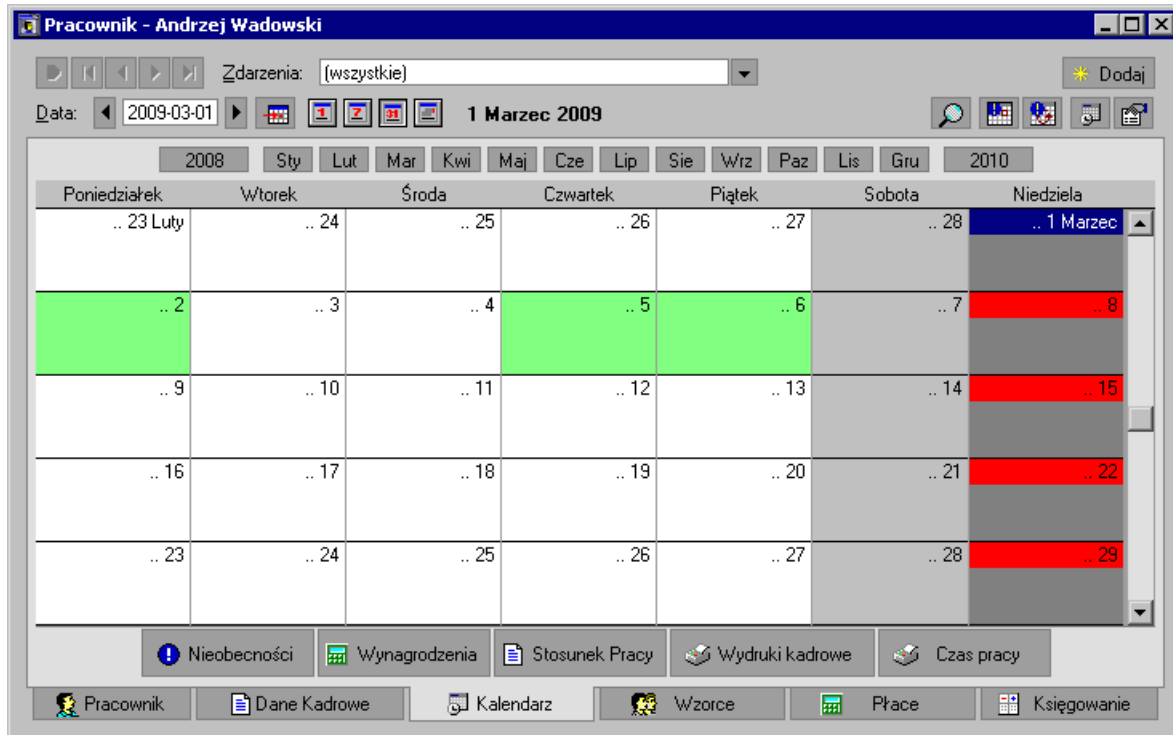 Pracownik - Andrzej Wadowski
Zdarzenia: (wszystkie) Dodaj
Data: 2009-03-01 1 7 31 1 Marzec 2009
2008 Sty Lut Mar Kwi Maj Cze Lip Sie Wrz Paz Lis Gru 2010
Poniedziałek Wtorek Środa Czwartek Piątek Sobota Niedziela
.. 23 Luty .. 24 .. 25 .. 26 .. 27 .. 28 .. 1 Marzec
.. 2 .. 3 .. 4 .. 5 .. 6 .. 7 .. 8
.. 9 .. 10 .. 11 .. 12 .. 13 .. 14 .. 15
.. 16 .. 17 .. 18 .. 19 .. 20 .. 21 .. 22
.. 23 .. 24 .. 25 .. 26 .. 27 .. 28 .. 29
Nieobecności Wynagrodzenia Stosunek Pracy Wydruki kadrowe Czas pracy
Pracownik Dane Kadrowe Kalendarz Wzorce Płace Księgowanie